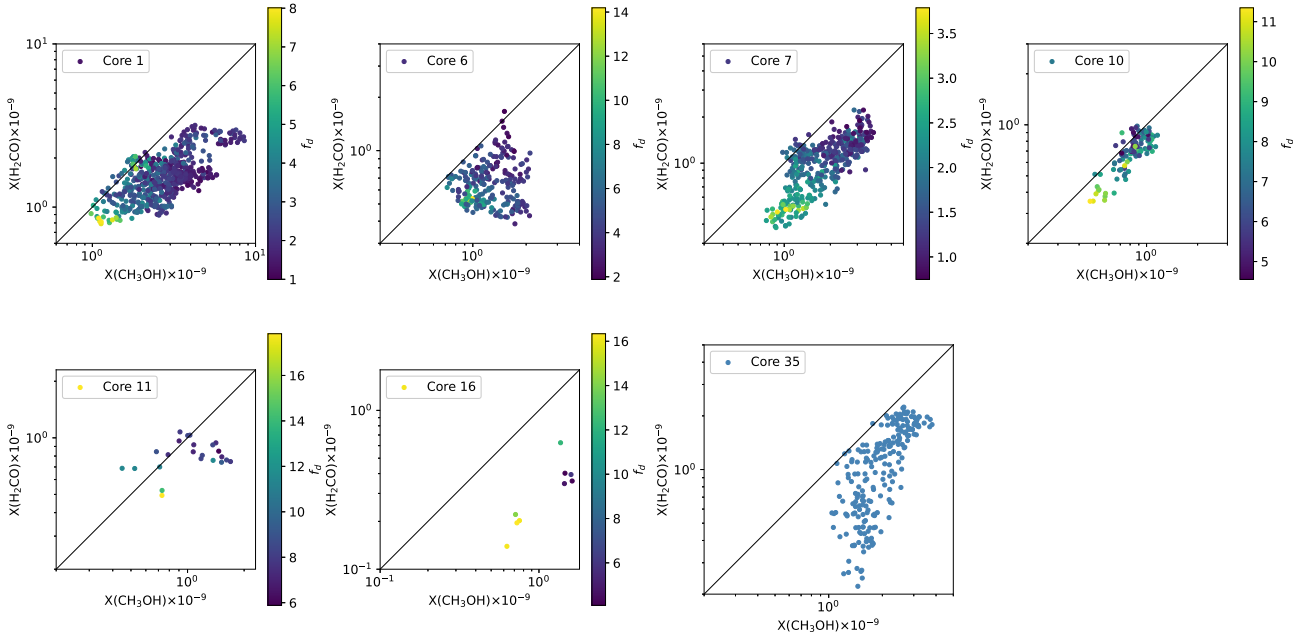 Core 1
10¹
10⁰
X(H₂CO)×10⁻⁹
10⁰
10¹
X(CH₃OH)×10⁻⁹
8
7
6
5
4
3
2
1
f_d
Core 6
10⁰
X(H₂CO)×10⁻⁹
10⁰
X(CH₃OH)×10⁻⁹
14
12
10
8
6
4
2
f_d
Core 7
10⁰
X(H₂CO)×10⁻⁹
10⁰
X(CH₃OH)×10⁻⁹
3.5
3.0
2.5
2.0
1.5
1.0
f_d
Core 10
10⁰
X(H₂CO)×10⁻⁹
10⁰
X(CH₃OH)×10⁻⁹
11
10
9
8
7
6
5
f_d
Core 11
10⁰
X(H₂CO)×10⁻⁹
10⁰
X(CH₃OH)×10⁻⁹
16
14
12
10
8
6
f_d
Core 16
10⁰
10⁻¹
X(H₂CO)×10⁻⁹
10⁻¹
10⁰
X(CH₃OH)×10⁻⁹
16
14
12
10
8
6
f_d
Core 35
10⁰
X(H₂CO)×10⁻⁹
10⁰
X(CH₃OH)×10⁻⁹